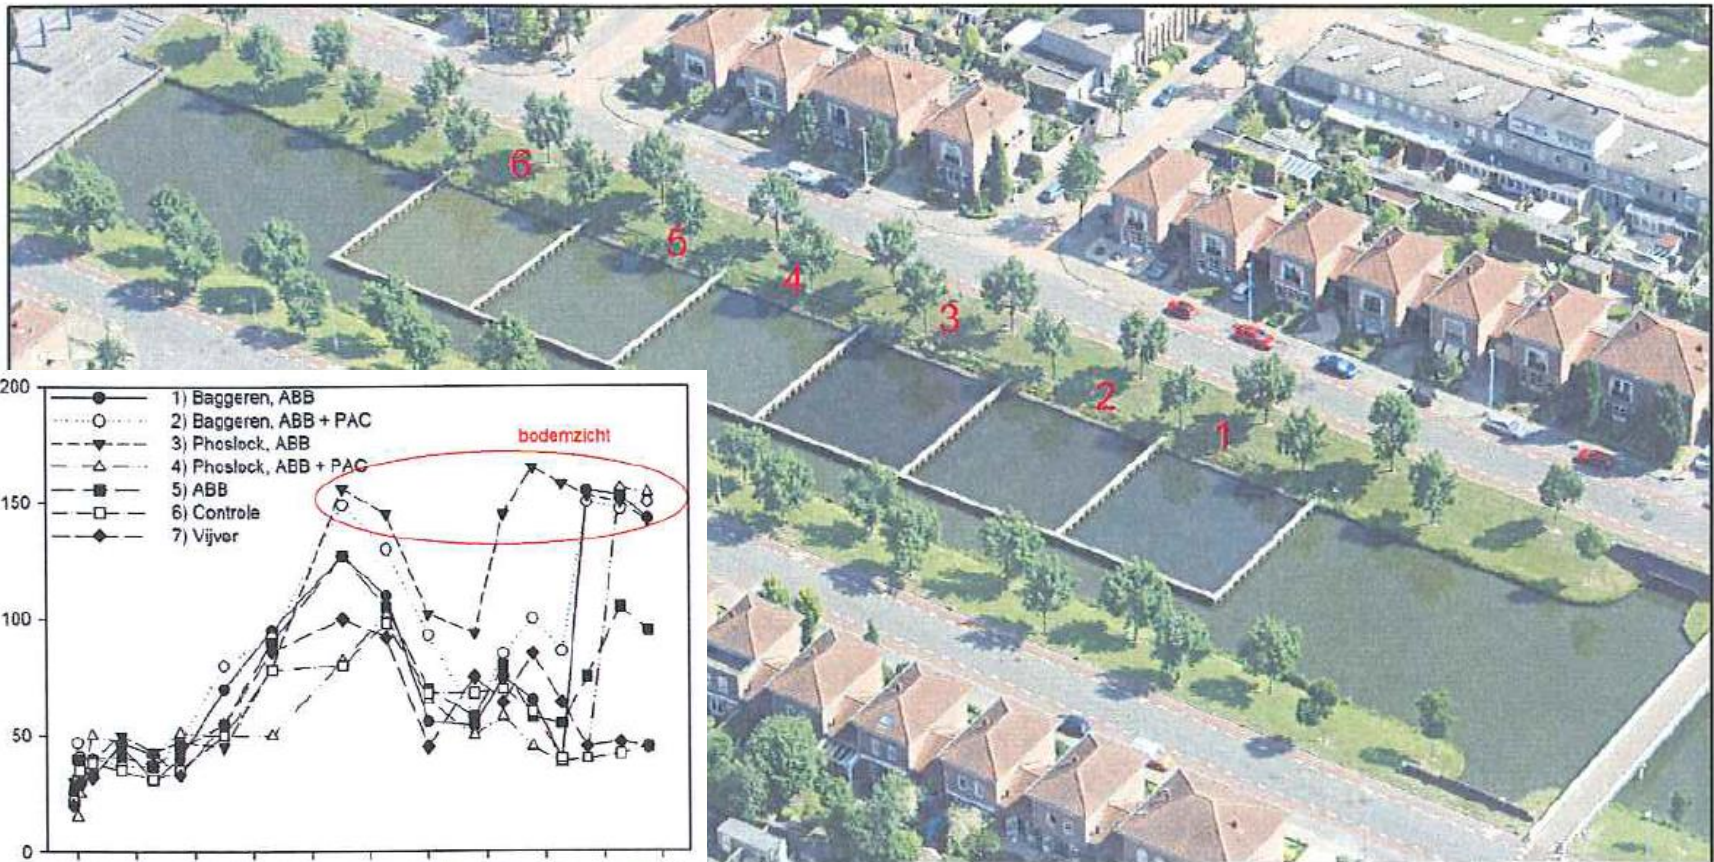 6
5
4
3
2
1
200
150
100
50
0
1) Baggeren, ABB
2) Baggeren, ABB + PAC
3) Phoslock, ABB
4) Phoslock, ABB + PAC
5) ABB
6) Controle
7) Vijver
bodemzicht